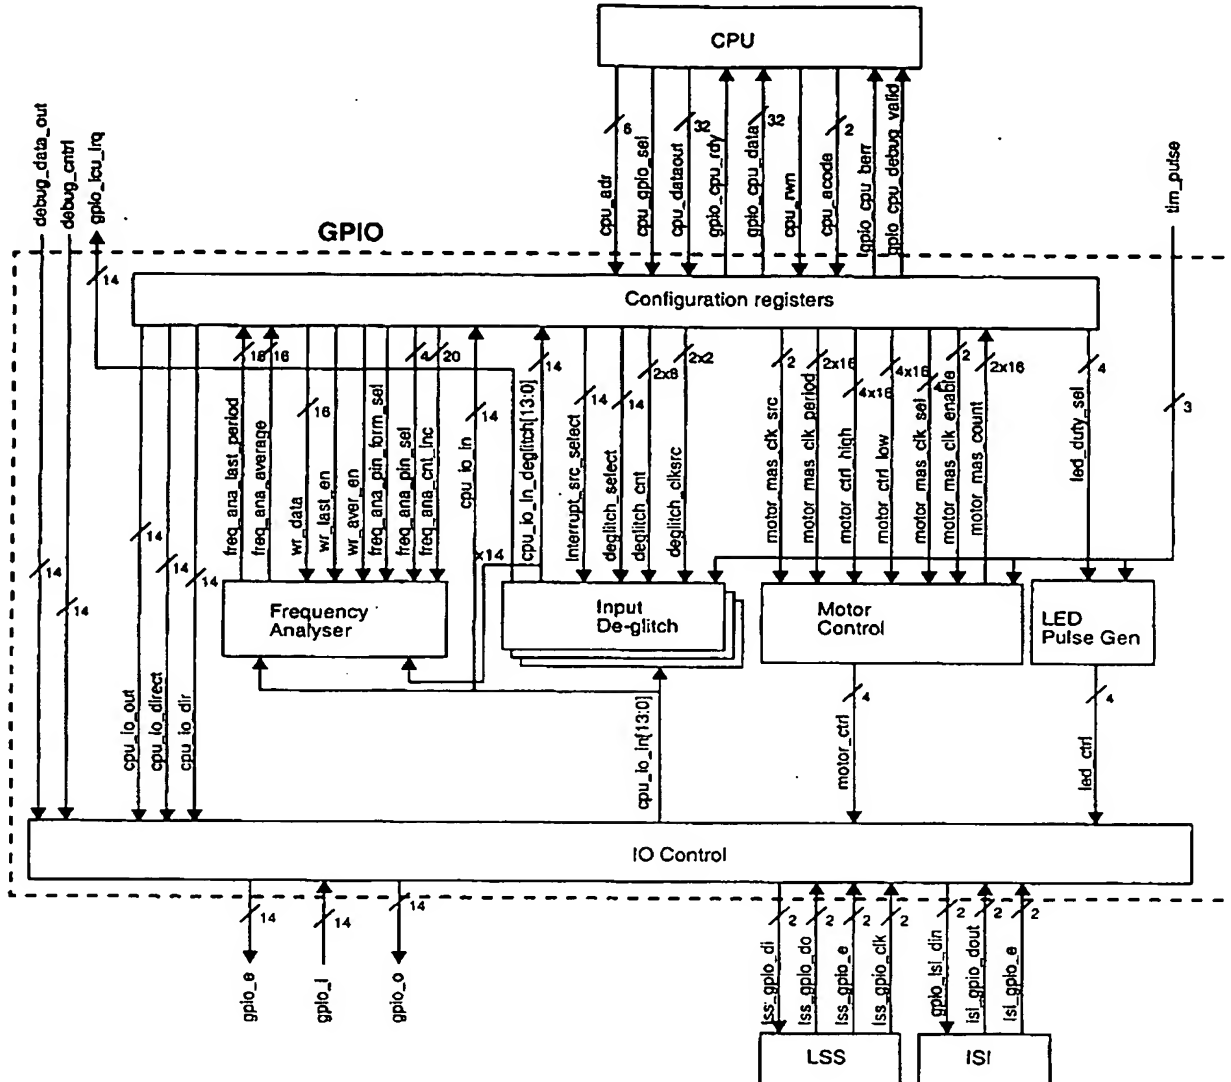 CPU
6
32
32
2
cpu_adr
cpu_gpio_sel
cpu_dataout
gpio_cpu_rdy
gpio_cpu_data
cpu_rwn
cpu_acode
gpio_cpu_berr
gpio_cpu_debug_valid
debug_data_out
debug_cntrl
gpio_icu_irq
tim_pulse
GPIO
14
3
Configuration registers
16
16
4
20
14
14
14
14
2x8
2x2
2
2x16
4x16
4x16
4
2
2x16
4
16
freq_ana_last_period
freq_ana_average
wr_data
wr_last_en
wr_aver_en
freq_ana_pin_form_sel
freq_ana_pin_sel
freq_ana_cnt_inc
cpu_io_in
cpu_io_in_deglitch[13:0]
interrupt_src_select
deglitch_select
deglitch_cnt
deglitch_clksrc
motor_mas_clk_src
motor_mas_clk_period
motor_ctrl_high
motor_ctrl_low
motor_mas_clk_sel
motor_mas_clk_enable
motor_mas_count
led_duty_sel
x14
14
14
14
14
14
Frequency
Analyser
Input
De-glitch
Motor
Control
LED
Pulse Gen
cpu_io_out
cpu_io_direct
cpu_io_dir
cpu_io_in[13:0]
4
motor_ctrl
4
led_ctrl
IO Control
14
14
14
2
2
2
2
2
2
2
gpio_e
gpio_i
gpio_o
lss_gpio_di
lss_gpio_do
lss_gpio_e
lss_gpio_clk
gpio_isi_din
isi_gpio_dout
isi_gpio_e
LSS
ISI